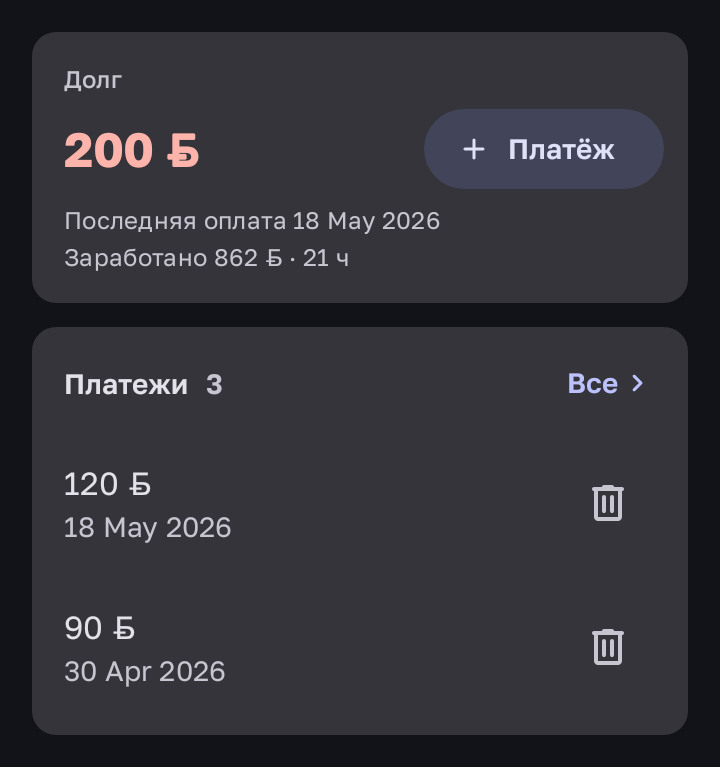 Долг
200 Ƃ
+ Платёж
Последняя оплата 18 May 2026
Заработано 862 Ƃ · 21 ч
Платежи 3
Все >
120 Ƃ
18 May 2026
90 Ƃ
30 Apr 2026